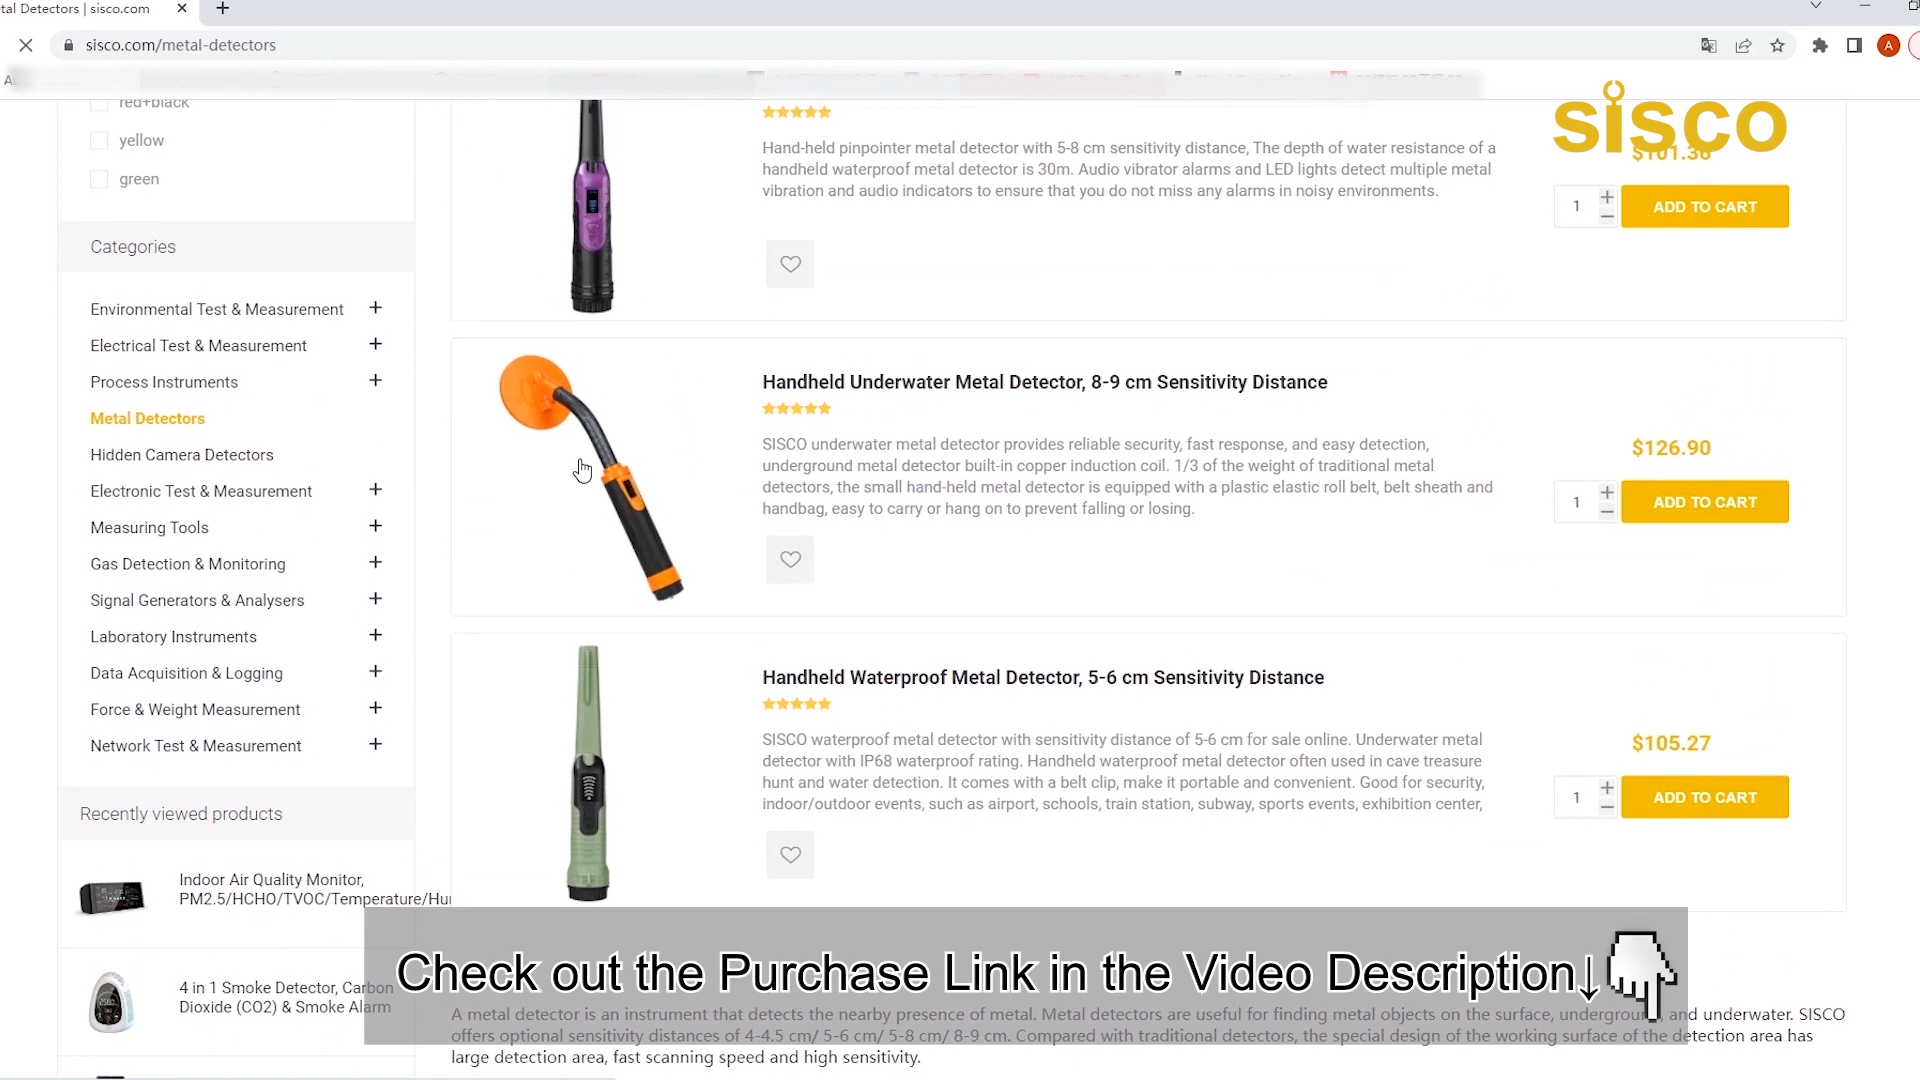 tal Detectors | sisco.com
sisco.com/metal-detectors
A
red+black
yellow
green
Categories
Environmental Test & Measurement
Electrical Test & Measurement
Process Instruments
Metal Detectors
Hidden Camera Detectors
Electronic Test & Measurement
Measuring Tools
Gas Detection & Monitoring
Signal Generators & Analysers
Laboratory Instruments
Data Acquisition & Logging
Force & Weight Measurement
Network Test & Measurement
Recently viewed products
Indoor Air Quality Monitor,
PM2.5/HCHO/TVOC/Temperature/Hu
4 in 1 Smoke Detector, Carbon
Dioxide (CO2) & Smoke Alarm
sisco
Hand-held pinpointer metal detector with 5-8 cm sensitivity distance, The depth of water resistance of a
handheld waterproof metal detector is 30m. Audio vibrator alarms and LED lights detect multiple metal
vibration and audio indicators to ensure that you do not miss any alarms in noisy environments.
$101.36
1
ADD TO CART
Handheld Underwater Metal Detector, 8-9 cm Sensitivity Distance
SISCO underwater metal detector provides reliable security, fast response, and easy detection,
underground metal detector built-in copper induction coil. 1/3 of the weight of traditional metal
detectors, the small hand-held metal detector is equipped with a plastic elastic roll belt, belt sheath and
handbag, easy to carry or hang on to prevent falling or losing.
$126.90
1
ADD TO CART
Handheld Waterproof Metal Detector, 5-6 cm Sensitivity Distance
SISCO waterproof metal detector with sensitivity distance of 5-6 cm for sale online. Underwater metal
detector with IP68 waterproof rating. Handheld waterproof metal detector often used in cave treasure
hunt and water detection. It comes with a belt clip, make it portable and convenient. Good for security,
indoor/outdoor events, such as airport, schools, train station, subway, sports events, exhibition center,
$105.27
1
ADD TO CART
Check out the Purchase Link in the Video Description↓
A metal detector is an instrument that detects the nearby presence of metal. Metal detectors are useful for finding metal objects on the surface, underground, and underwater. SISCO
offers optional sensitivity distances of 4-4.5 cm/ 5-6 cm/ 5-8 cm/ 8-9 cm. Compared with traditional detectors, the special design of the working surface of the detection area has
large detection area, fast scanning speed and high sensitivity.